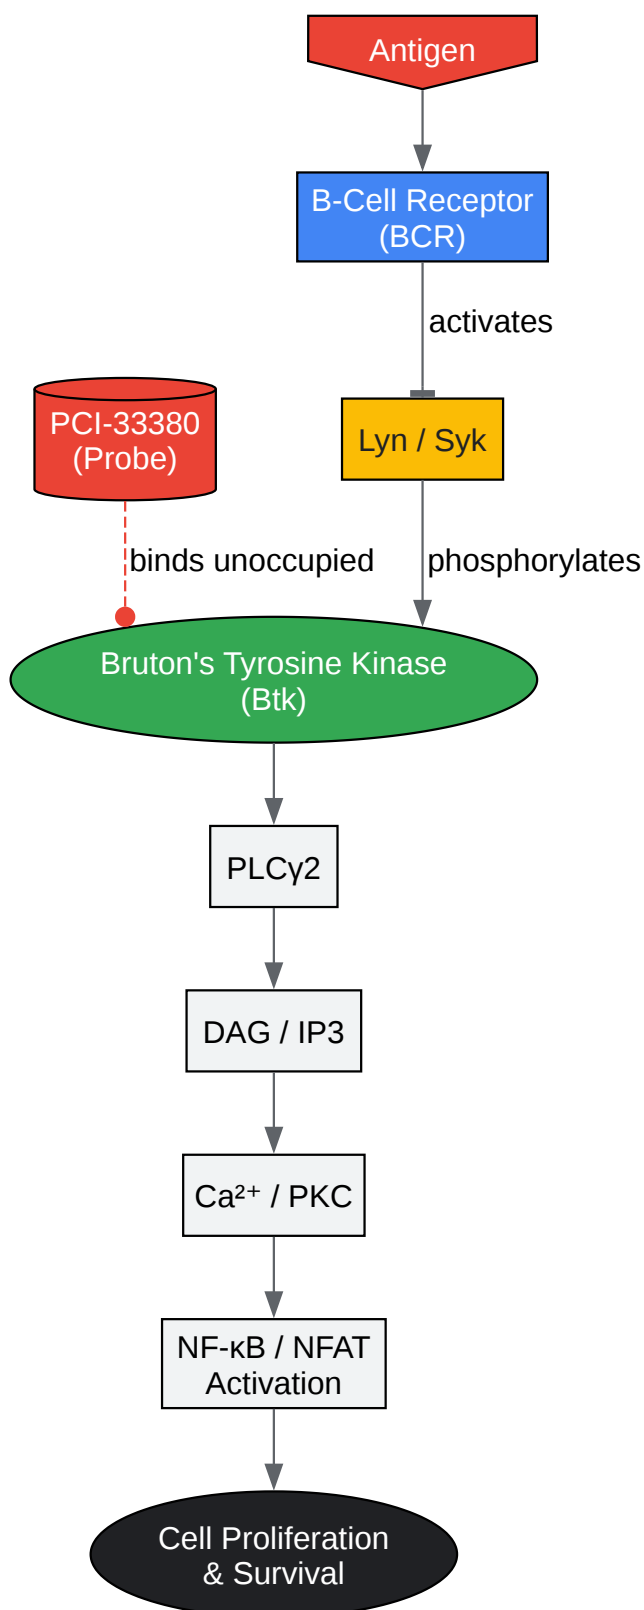 Antigen
B-Cell Receptor
(BCR)
activates
PCI-33380
(Probe)
Lyn / Syk
binds unoccupied
phosphorylates
Bruton's Tyrosine Kinase
(Btk)
PLCγ2
DAG / IP3
Ca²⁺ / PKC
NF-κB / NFAT
Activation
Cell Proliferation
& Survival